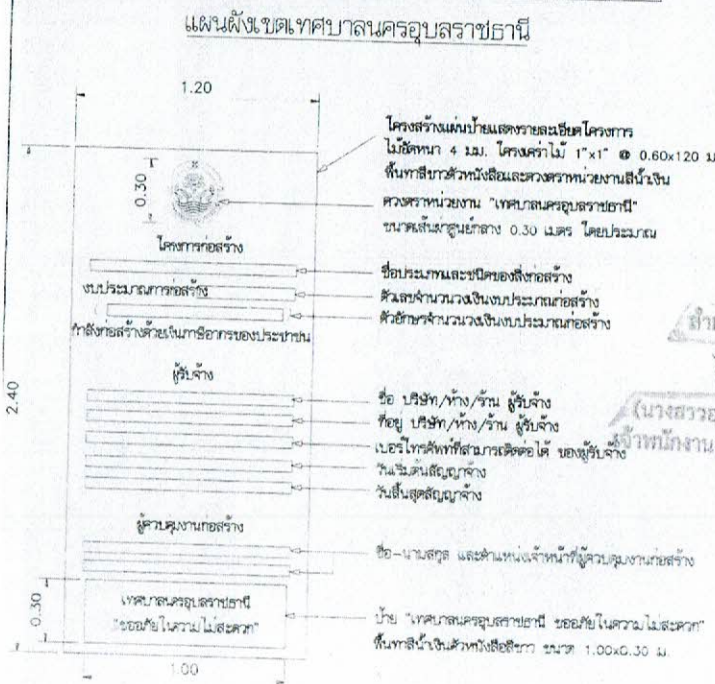 แผนผังเขตเทศบาลนครอุบลราชธานี
1.20
โครงสร้างแผ่นป้ายแสดงรายละเอียดโครงการ
ไม้อัดหนา 4 มม. โครงเคร่าไม้ 1"x1" @ 0.60x120 ม
พื้นทาสีขาวตัวหนังสือและดวงตราหน่วยงานสีน้ำเงิน
0.30
ดวงตราหน่วยงาน "เทศบาลนครอุบลราชธานี"
ขนาดเส้นผ่าศูนย์กลาง 0.30 เมตร โดยประมาณ
โครงการก่อสร้าง
ชื่อประเภทและชนิดของสิ่งก่อสร้าง
งบประมาณการก่อสร้าง
ตัวเลขจำนวนวงเงินงบประมาณก่อสร้าง
ตัวอักษรจำนวนวงเงินงบประมาณก่อสร้าง
กำลังก่อสร้างด้วยเงินภาษีอากรของประชาชน
ผู้รับจ้าง
2.40
ชื่อ บริษัท/ห้าง/ร้าน ผู้รับจ้าง
ที่อยู่ บริษัท/ห้าง/ร้าน ผู้รับจ้าง
(นางสรวอ
เบอร์โทรศัพท์ที่สามารถติดต่อได้ ของผู้รับจ้าง
เจ้าพนักงาน
วันเริ่มต้นสัญญาจ้าง
วันสิ้นสุดสัญญาจ้าง
ผู้ควบคุมงานก่อสร้าง
ชื่อ-นามสกุล และตำแหน่งเจ้าหน้าที่ผู้ควบคุมงานก่อสร้าง
0.30
เทศบาลนครอุบลราชธานี
"ขออภัยในความไม่สะดวก"
ป้าย "เทศบาลนครอุบลราชธานี ขออภัยในความไม่สะดวก"
พื้นทาสีน้ำเงินตัวหนังสือสีขาว ขนาด 1.00x0.30 ม.
1.00